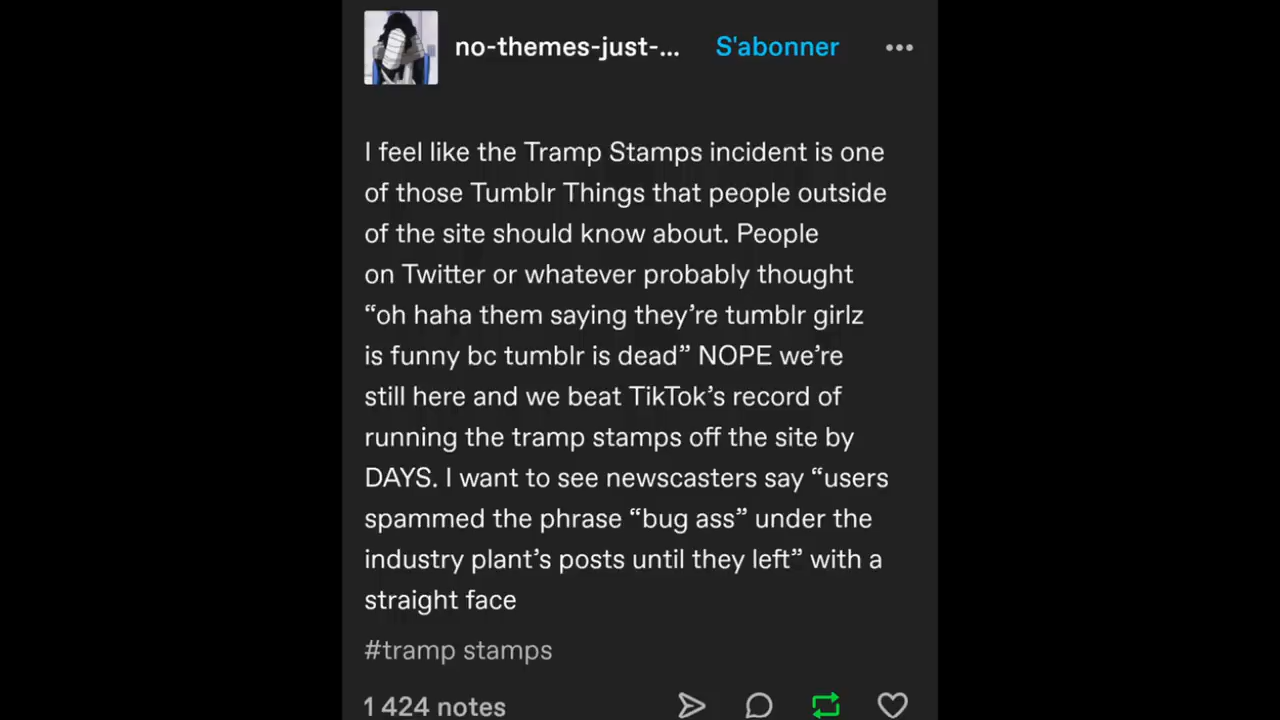 no-themes-just-... S'abonner
I feel like the Tramp Stamps incident is one
of those Tumblr Things that people outside
of the site should know about. People
on Twitter or whatever probably thought
“oh haha them saying they’re tumblr girlz
is funny bc tumblr is dead” NOPE we’re
still here and we beat TikTok’s record of
running the tramp stamps off the site by
DAYS. I want to see newscasters say “users
spammed the phrase “bug ass” under the
industry plant’s posts until they left” with a
straight face
#tramp stamps
1 424 notes